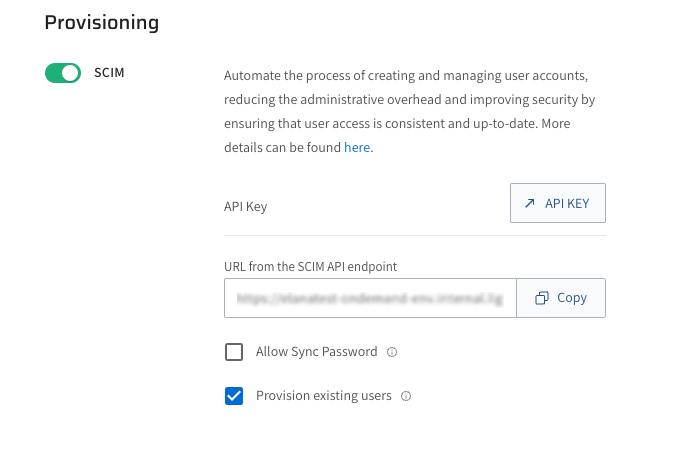 Provisioning
SCIM
Automate the process of creating and managing user accounts,
reducing the administrative overhead and improving security by
ensuring that user access is consistent and up-to-date. More
details can be found here.
API Key
API KEY
URL from the SCIM API endpoint
Copy
Allow Sync Password
Provision existing users